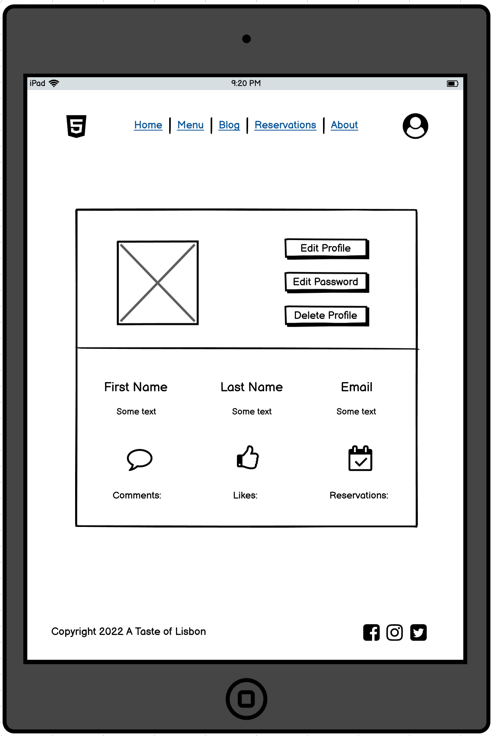 iPad 9:20 PM
5 Home Menu Blog Reservations About
Edit Profile
Edit Password
Delete Profile
First Name Last Name Email
Some text Some text Some text
Comments: Likes: Reservations:
Copyright 2022 A Taste of Lisbon